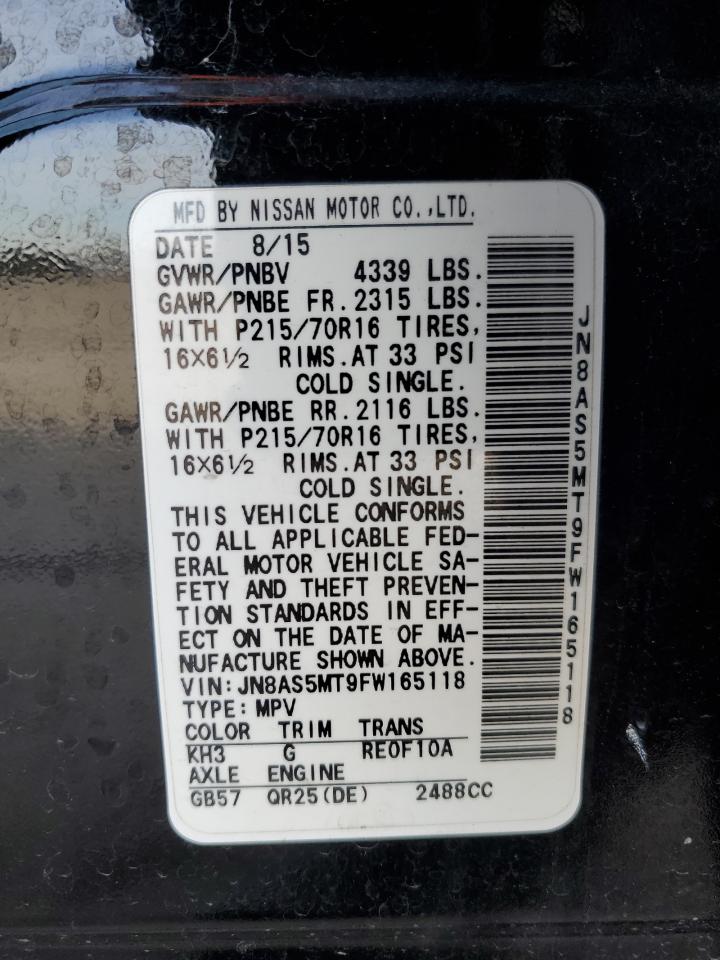 MFD BY NISSAN MOTOR CO.,LTD.
DATE 8/15
GVWR/PNBV 4339 LBS.
GAWR/PNBE FR.2315 LBS.
WITH P215/70R16 TIRES,
16X6½ RIMS.AT 33 PSI
COLD SINGLE.
GAWR/PNBE RR.2116 LBS.
WITH P215/70R16 TIRES,
16X6½ RIMS.AT 33 PSI
COLD SINGLE.
THIS VEHICLE CONFORMS
TO ALL APPLICABLE FED-
ERAL MOTOR VEHICLE SA-
FETY AND THEFT PREVEN-
TION STANDARDS IN EFF-
ECT ON THE DATE OF MA-
NUFACTURE SHOWN ABOVE.
VIN:JN8AS5MT9FW165118
TYPE:MPV
COLOR TRIM TRANS
KH3 G RE0F10A
AXLE ENGINE
GB57 QR25(DE) 2488CC
JN8AS5MT9FW165118